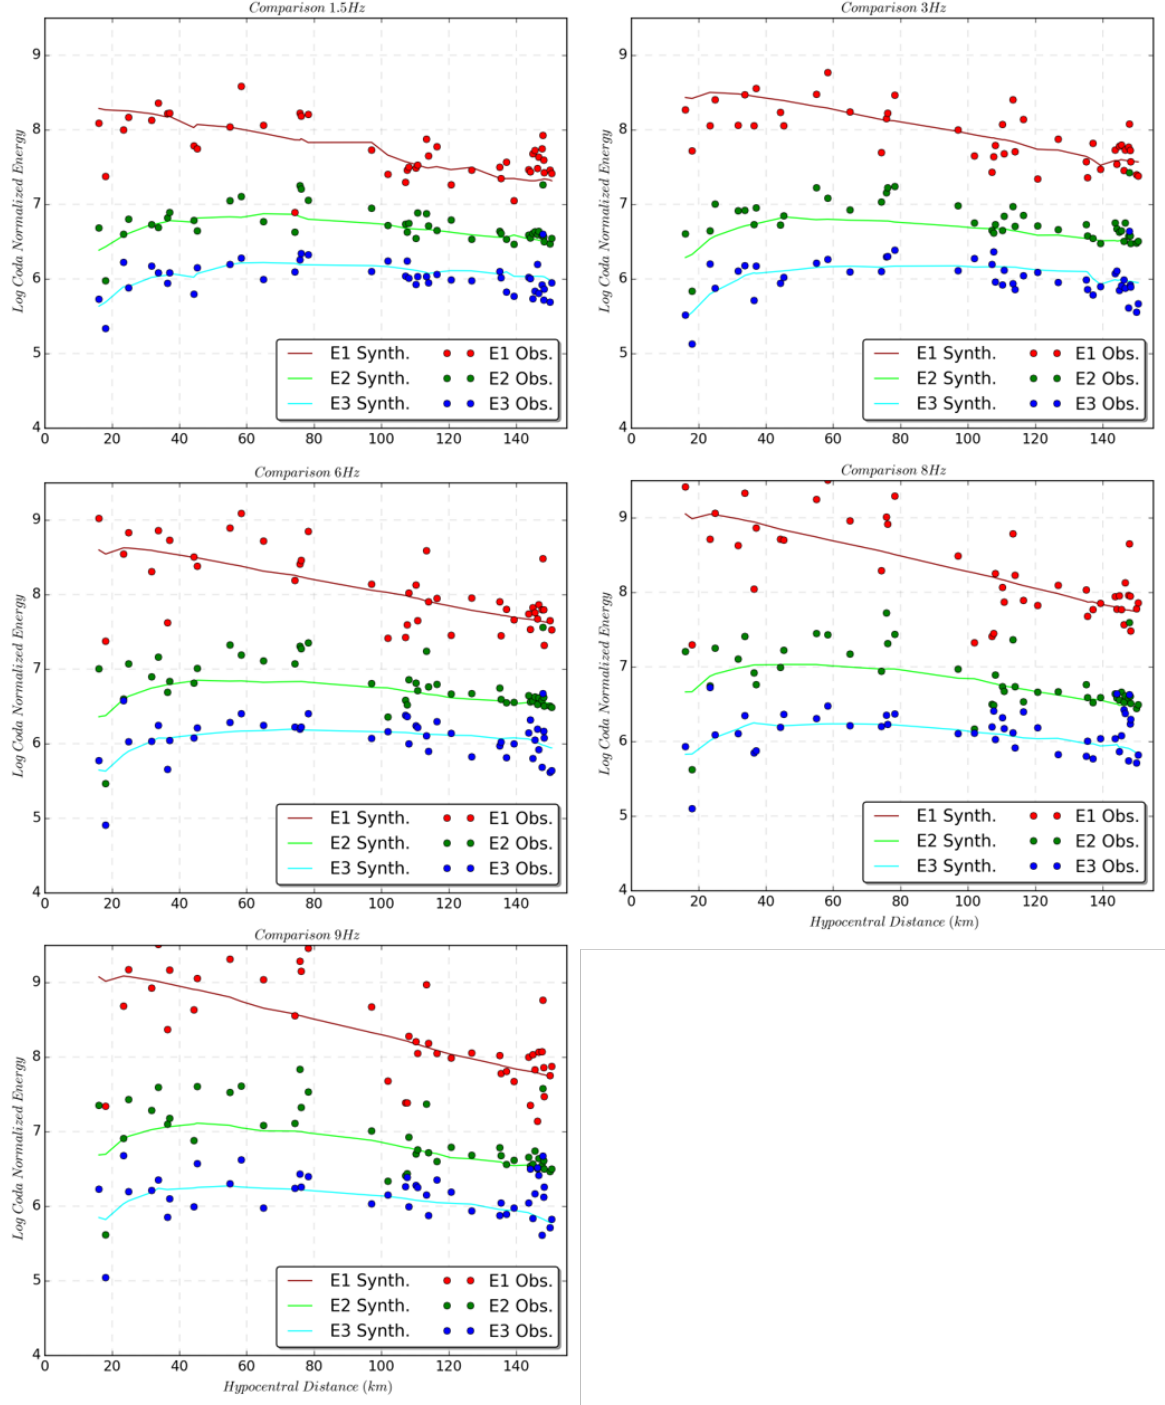 Comparison 1.5Hz
Log Coda Normalized Energy
9
8
7
6
5
4
0 20 40 60 80 100 120 140
E1 Synth. E1 Obs.
E2 Synth. E2 Obs.
E3 Synth. E3 Obs.
Comparison 3Hz
Log Coda Normalized Energy
9
8
7
6
5
4
0 20 40 60 80 100 120 140
E1 Synth. E1 Obs.
E2 Synth. E2 Obs.
E3 Synth. E3 Obs.
Comparison 6Hz
Log Coda Normalized Energy
9
8
7
6
5
4
0 20 40 60 80 100 120 140
E1 Synth. E1 Obs.
E2 Synth. E2 Obs.
E3 Synth. E3 Obs.
Comparison 8Hz
Log Coda Normalized Energy
9
8
7
6
5
4
0 20 40 60 80 100 120 140
E1 Synth. E1 Obs.
E2 Synth. E2 Obs.
E3 Synth. E3 Obs.
Hypocentral Distance (km)
Comparison 9Hz
Log Coda Normalized Energy
9
8
7
6
5
4
0 20 40 60 80 100 120 140
E1 Synth. E1 Obs.
E2 Synth. E2 Obs.
E3 Synth. E3 Obs.
Hypocentral Distance (km)